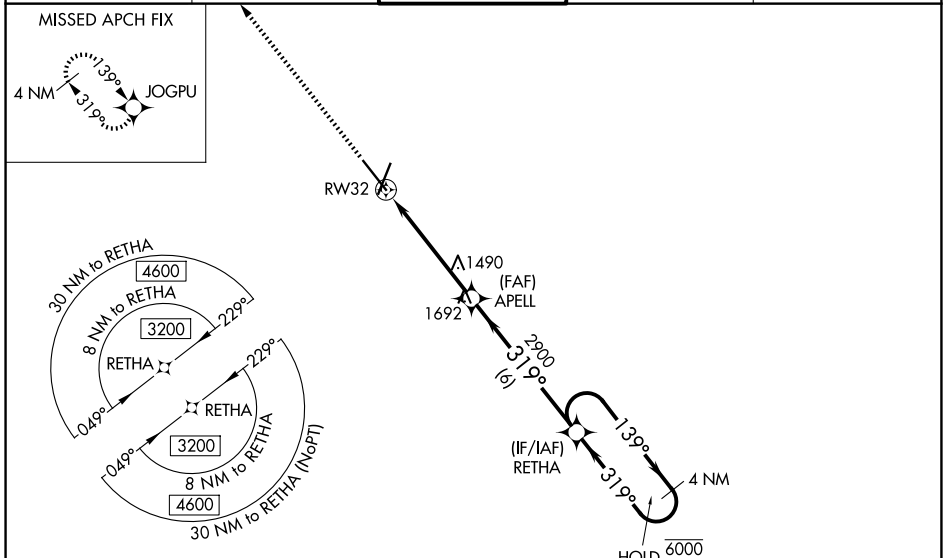 MISSED APCH FIX
139°
4 NM
JOGPU
319°
RW32
1490
(FAF)
APELL
1692
2900
319°
(6)
(IF/IAF)
RETHA
139°
319°
4 NM
HOLD 6000
30 NM to RETHA
4600
8 NM to RETHA
3200
229°
RETHA
049°
229°
RETHA
049°
3200
8 NM to RETHA
4600
30 NM to RETHA (NoPT)